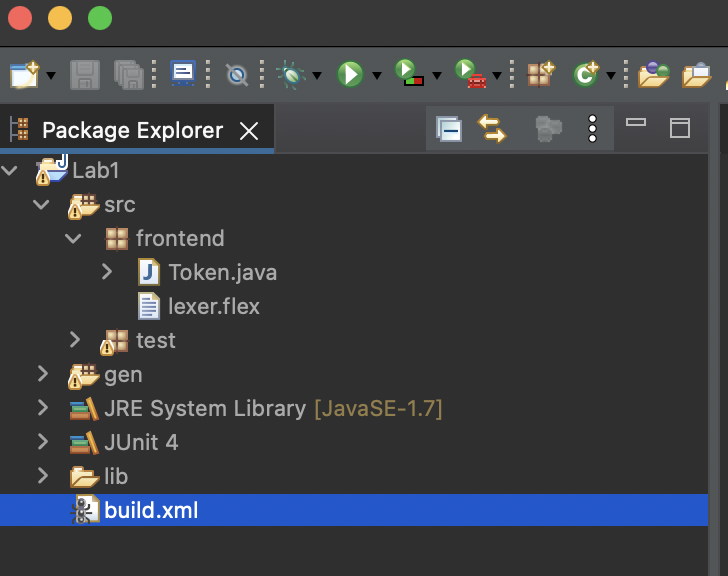 Package Explorer
Lab1
src
frontend
Token.java
lexer.flex
test
gen
JRE System Library [JavaSE-1.7]
JUnit 4
lib
build.xml